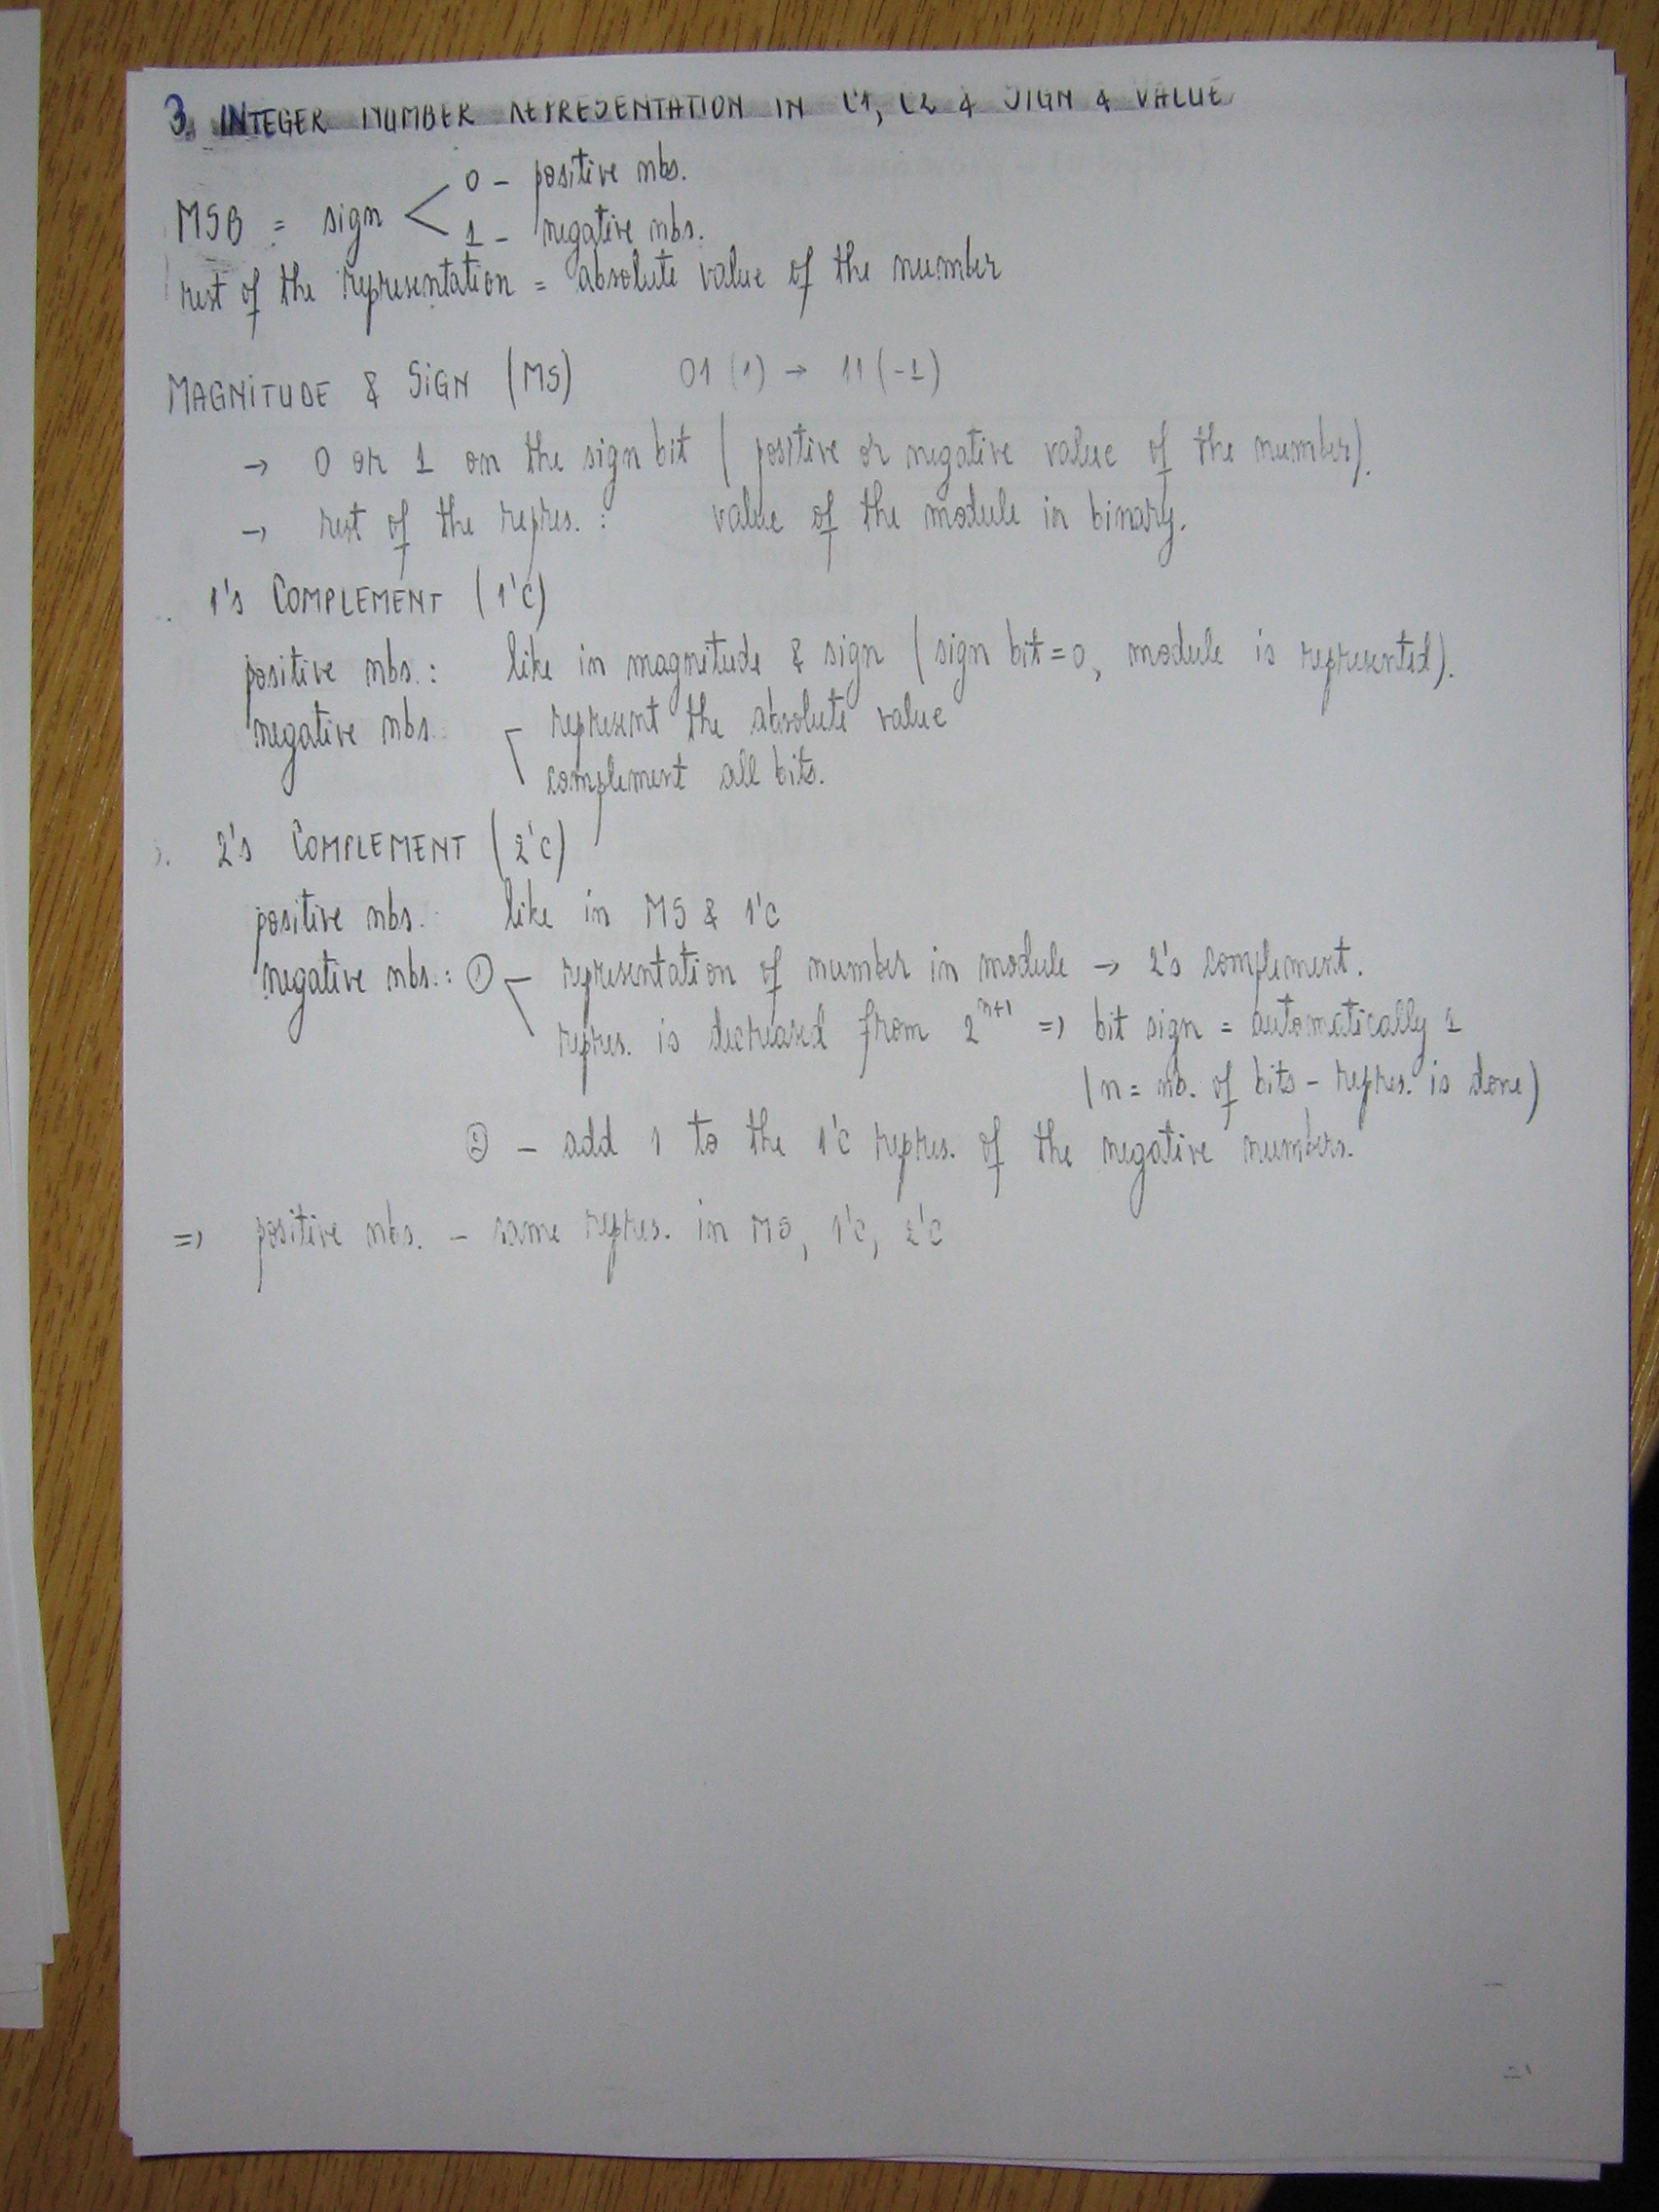 3. INTEGER NUMBER REPRESENTATION IN C1, C2 & SIGN & VALUE
0 - positive nbs.
MSB = sign
1 - negative nbs.
rest of the representation = absolute value of the number
MAGNITUDE & SIGN (MS) 01 (1) → 11 (-1)
→ 0 or 1 on the sign bit ( positive or negative value of the number).
→ rest of the repres. : value of the module in binary.
1's COMPLEMENT (1'C)
positive nbs. : like in magnitude & sign (sign bit = 0, module is represented).
negative nbs. represent the absolute value
complement all bits.
2's COMPLEMENT (2'C)
positive nbs. like in MS & 1'C
negative nbs.: ① - representation of number in module → 2's complement.
repres. is decreased from 2^n+1 => bit sign = automatically 1
(n = nb. of bits - repres. is done)
② - add 1 to the 1'C repres. of the negative numbers.
=> positive nbs. - same repres. in MS, 1'C, 2'C